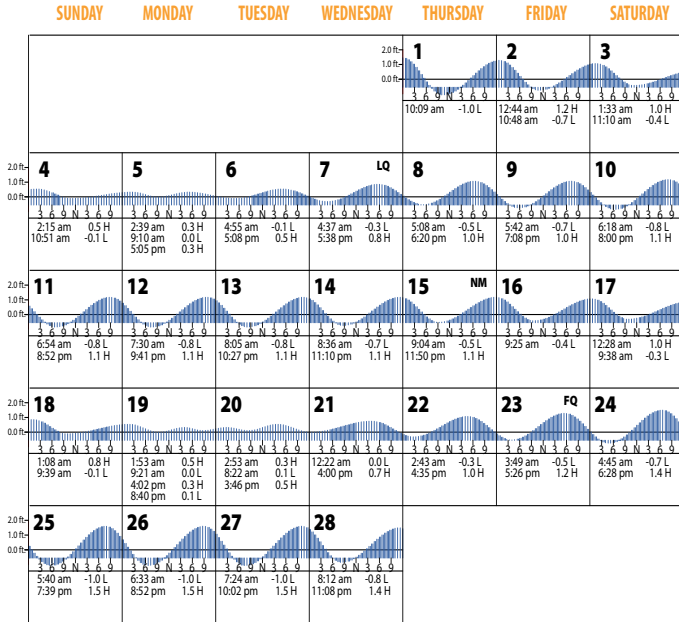 SUNDAY MONDAY TUESDAY WEDNESDAY THURSDAY FRIDAY SATURDAY
2.0 ft-
1.0 ft-
0.0 ft-
1 2 3
3 6 9 N 3 6 9 3 6 9 N 3 6 9 3 6 9 N 3 6 9
10:09 am -1.0 L 12:44 am 1.2 H 1:33 am 1.0 H
10:48 am -0.7 L 11:10 am -0.4 L
2.0 ft-
1.0 ft-
0.0 ft-
4 5 6 7 LQ 8 9 10
3 6 9 N 3 6 9 3 6 9 N 3 6 9 3 6 9 N 3 6 9 3 6 9 N 3 6 9 3 6 9 N 3 6 9 3 6 9 N 3 6 9 3 6 9 N 3 6 9
2:15 am 0.5 H 2:39 am 0.3 H 4:55 am -0.1 L 4:37 am -0.3 L 5:08 am -0.5 L 5:42 am -0.7 L 6:18 am -0.8 L
10:51 am -0.1 L 9:10 am 0.0 L 5:08 pm 0.5 H 5:38 pm 0.8 H 6:20 pm 1.0 H 7:08 pm 1.0 H 8:00 pm 1.1 H
5:05 pm 0.3 H
2.0 ft-
1.0 ft-
0.0 ft-
11 12 13 14 15 NM 16 17
3 6 9 N 3 6 9 3 6 9 N 3 6 9 3 6 9 N 3 6 9 3 6 9 N 3 6 9 3 6 9 N 3 6 9 3 6 9 N 3 6 9 3 6 9 N 3 6 9
6:54 am -0.8 L 7:30 am -0.8 L 8:05 am -0.8 L 8:36 am -0.7 L 9:04 am -0.5 L 9:25 am -0.4 L 12:28 am 1.0 H
8:52 pm 1.1 H 9:41 pm 1.1 H 10:27 pm 1.1 H 11:10 pm 1.1 H 11:50 pm 1.1 H 9:38 am -0.3 L
2.0 ft-
1.0 ft-
0.0 ft-
18 19 20 21 22 23 FQ 24
3 6 9 N 3 6 9 3 6 9 N 3 6 9 3 6 9 N 3 6 9 3 6 9 N 3 6 9 3 6 9 N 3 6 9 3 6 9 N 3 6 9 3 6 9 N 3 6 9
1:08 am 0.8 H 1:53 am 0.5 H 2:53 am 0.3 H 12:22 am 0.0 L 2:43 am -0.3 L 3:49 am -0.5 L 4:45 am -0.7 L
9:39 am -0.1 L 9:21 am 0.0 L 8:22 am 0.1 L 4:00 pm 0.7 H 4:35 pm 1.0 H 5:26 pm 1.2 H 6:28 pm 1.4 H
4:02 pm 0.3 H 3:46 pm 0.5 H
8:40 pm 0.1 L
2.0 ft-
1.0 ft-
0.0 ft-
25 26 27 28
3 6 9 N 3 6 9 3 6 9 N 3 6 9 3 6 9 N 3 6 9 3 6 9 N 3 6 9
5:40 am -1.0 L 6:33 am -1.0 L 7:24 am -1.0 L 8:12 am -0.8 L
7:39 pm 1.5 H 8:52 pm 1.5 H 10:02 pm 1.5 H 11:08 pm 1.4 H